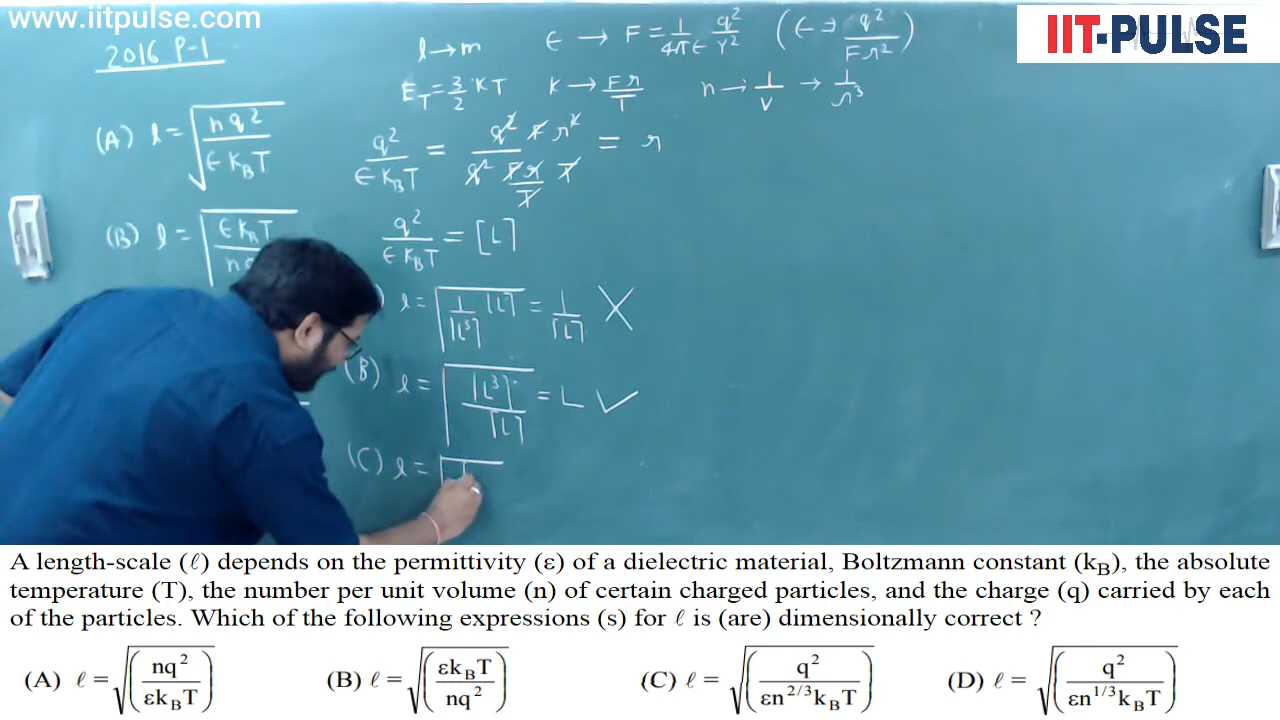 www.iitpulse.com
IIT-PULSE
2016 P-1
l → m
ε → F = 1/4πε q²/r² (ε → q²/Fr²)
E_T = 3/2 KT K → Fr/T n → 1/V → 1/r³
(A) l = √(nq²/εK_BT)
q²/εK_BT = q² F r²/q² (Fr/T) T = r
(B) l = √(εK_BT/n
q²/εK_BT = [L]
) l = √(1/[L³] [L]) = 1/[L] X
(B) l = √([L³]/[L]) = L ✓
(C) l = √
A length-scale (ℓ) depends on the permittivity (ε) of a dielectric material, Boltzmann constant (k_B), the absolute
temperature (T), the number per unit volume (n) of certain charged particles, and the charge (q) carried by each
of the particles. Which of the following expressions (s) for ℓ is (are) dimensionally correct ?
(A) ℓ = √(nq²/εk_BT) (B) ℓ = √(εk_BT/nq²) (C) ℓ = √(q²/εn^2/3k_BT) (D) ℓ = √(q²/εn^1/3k_BT)